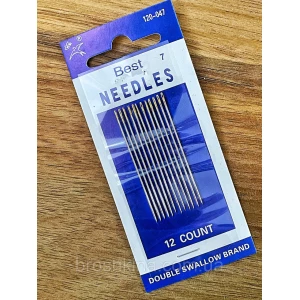 120-047
Best
7
NEEDLES
12 COUNT
DOUBLE SWALLOW BRAND